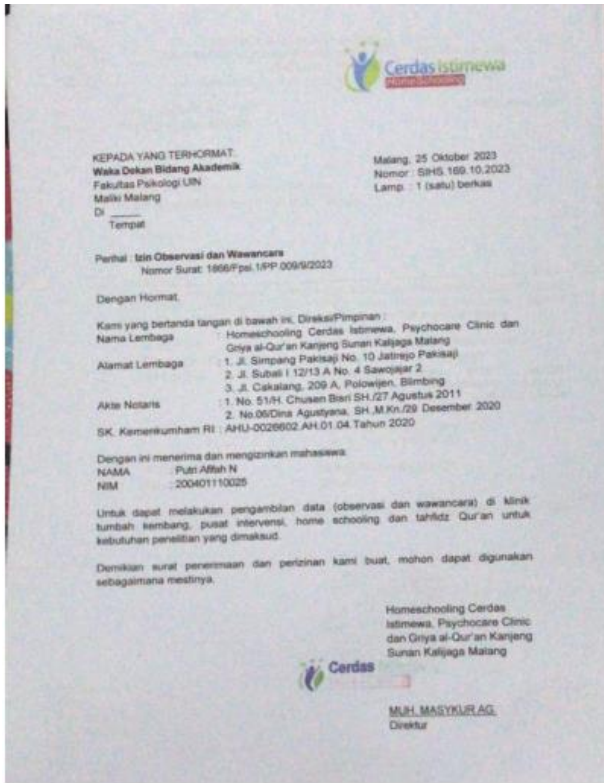 Cerdas Istimewa
HomeSchooling
KEPADA YANG TERHORMAT:
Waka Dekan Bidang Akademik
Fakultas Psikologi UIN
Maliki Malang
Di _____
Tempat
Malang, 25 Oktober 2023
Nomor : SIHS.169.10.2023
Lamp. : 1 (satu) berkas
Perihal : Izin Observasi dan Wawancara
Nomor Surat: 1866/Fpsi.1/PP.009/9/2023
Dengan Hormat,
Kami yang bertanda tangan di bawah ini, Direksi/Pimpinan :
Nama Lembaga : Homeschooling Cerdas Istimewa, Psychocare Clinic dan
Griya al-Qur'an Kanjeng Sunan Kalijaga Malang
Alamat Lembaga : 1. Jl. Simpang Pakisaji No. 10 Jatirejo Pakisaji
2. Jl. Subali I 12/13 A No. 4 Sawojajar 2
3. Jl. Cakalang, 209 A, Polowijen, Blimbing
Akte Notaris : 1. No. 51/H. Chusen Bisri SH./27 Agustus 2011
2. No.06/Dina Agustyana, SH.,M.Kn./29 Desember 2020
SK. Kemenkumham RI : AHU-0026602.AH.01.04.Tahun 2020
Dengan ini menerima dan mengizinkan mahasiswa:
NAMA : Putri Afifah N
NIM : 200401110025
Untuk dapat melakukan pengambilan data (observasi dan wawancara) di klinik
tumbuh kembang, pusat intervensi, home schooling dan tahfidz Qur'an untuk
kebutuhan penelitian yang dimaksud.
Demikian surat penerimaan dan perizinan kami buat, mohon dapat digunakan
sebagaimana mestinya.
Homeschooling Cerdas
Istimewa, Psychocare Clinic
dan Griya al-Qur'an Kanjeng
Sunan Kalijaga Malang
Cerdas
MUH. MASYKUR AG.
Direktur